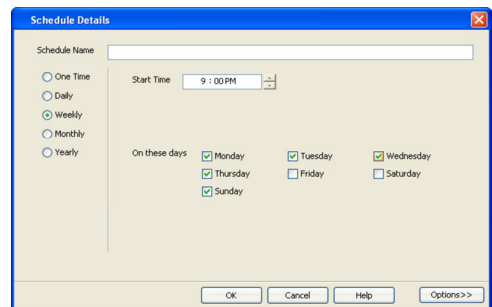 Schedule Details
Schedule Name
One Time
Daily
Weekly
Monthly
Yearly
Start Time 9 : 00 PM
On these days
Monday Tuesday Wednesday
Thursday Friday Saturday
Sunday
OK Cancel Help Options>>